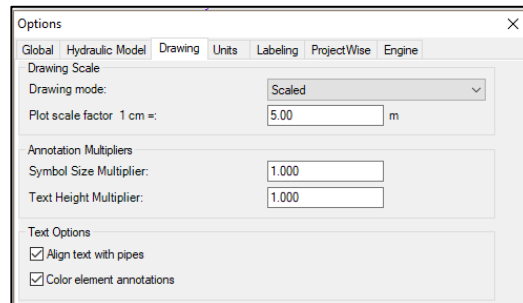 Options
Global Hydraulic Model Drawing Units Labeling ProjectWise Engine
Drawing Scale
Drawing mode: Scaled
Plot scale factor 1 cm =: 5.00 m
Annotation Multipliers
Symbol Size Multiplier: 1.000
Text Height Multiplier: 1.000
Text Options
Align text with pipes
Color element annotations